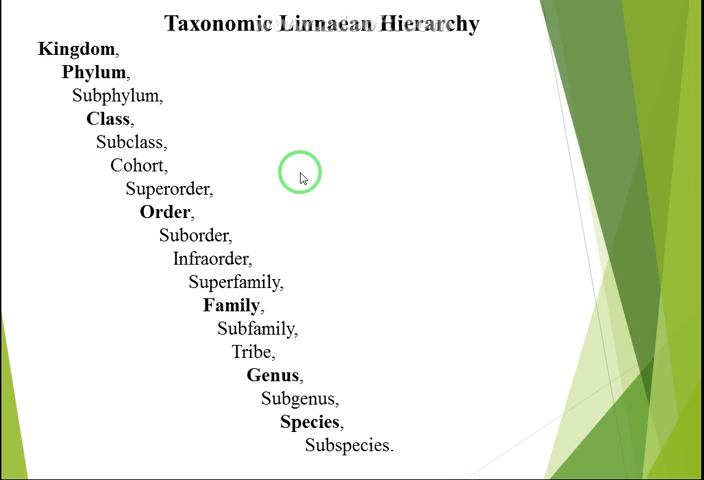 Taxonomic Linnaean Hierarchy
Kingdom,
Phylum,
Subphylum,
Class,
Subclass,
Cohort,
Superorder,
Order,
Suborder,
Infraorder,
Superfamily,
Family,
Subfamily,
Tribe,
Genus,
Subgenus,
Species,
Subspecies.